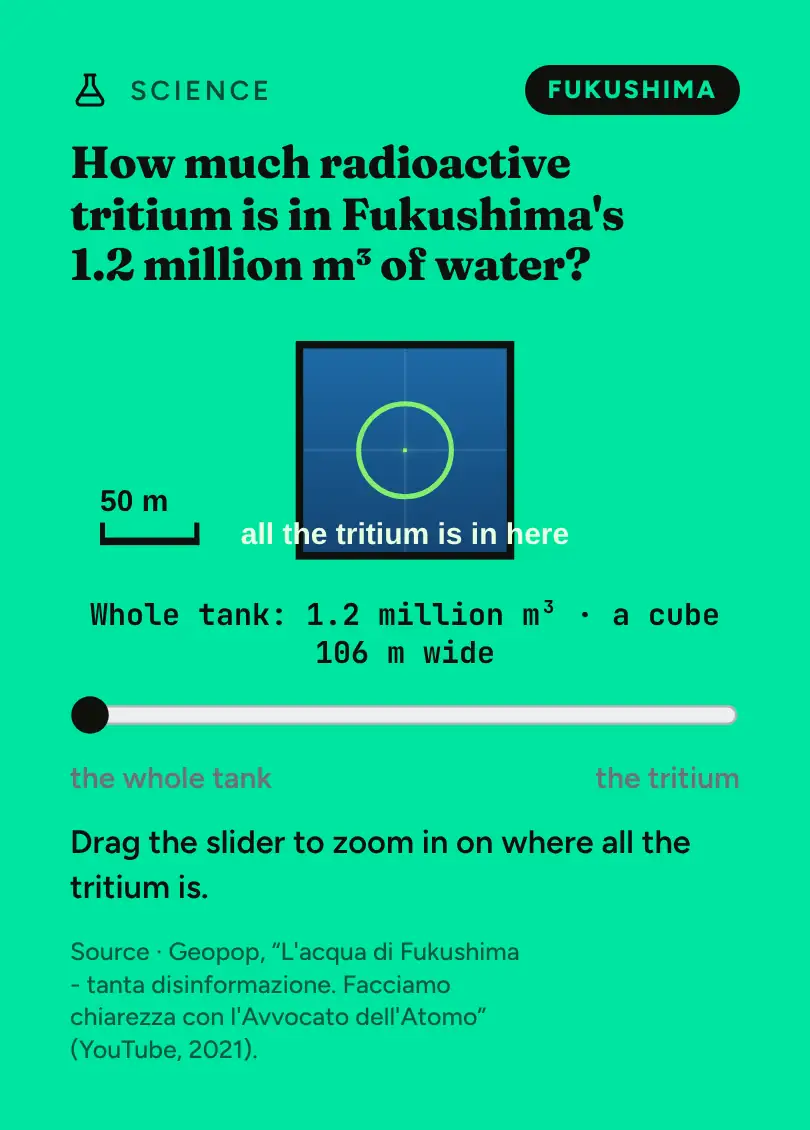 SCIENCE
FUKUSHIMA
How much radioactive
tritium is in Fukushima's
1.2 million m³ of water?
50 m
all the tritium is in here
Whole tank: 1.2 million m³ · a cube
106 m wide
the whole tank
the tritium
Drag the slider to zoom in on where all the
tritium is.
Source · Geopop, “L'acqua di Fukushima
- tanta disinformazione. Facciamo
chiarezza con l'Avvocato dell'Atomo”
(YouTube, 2021).